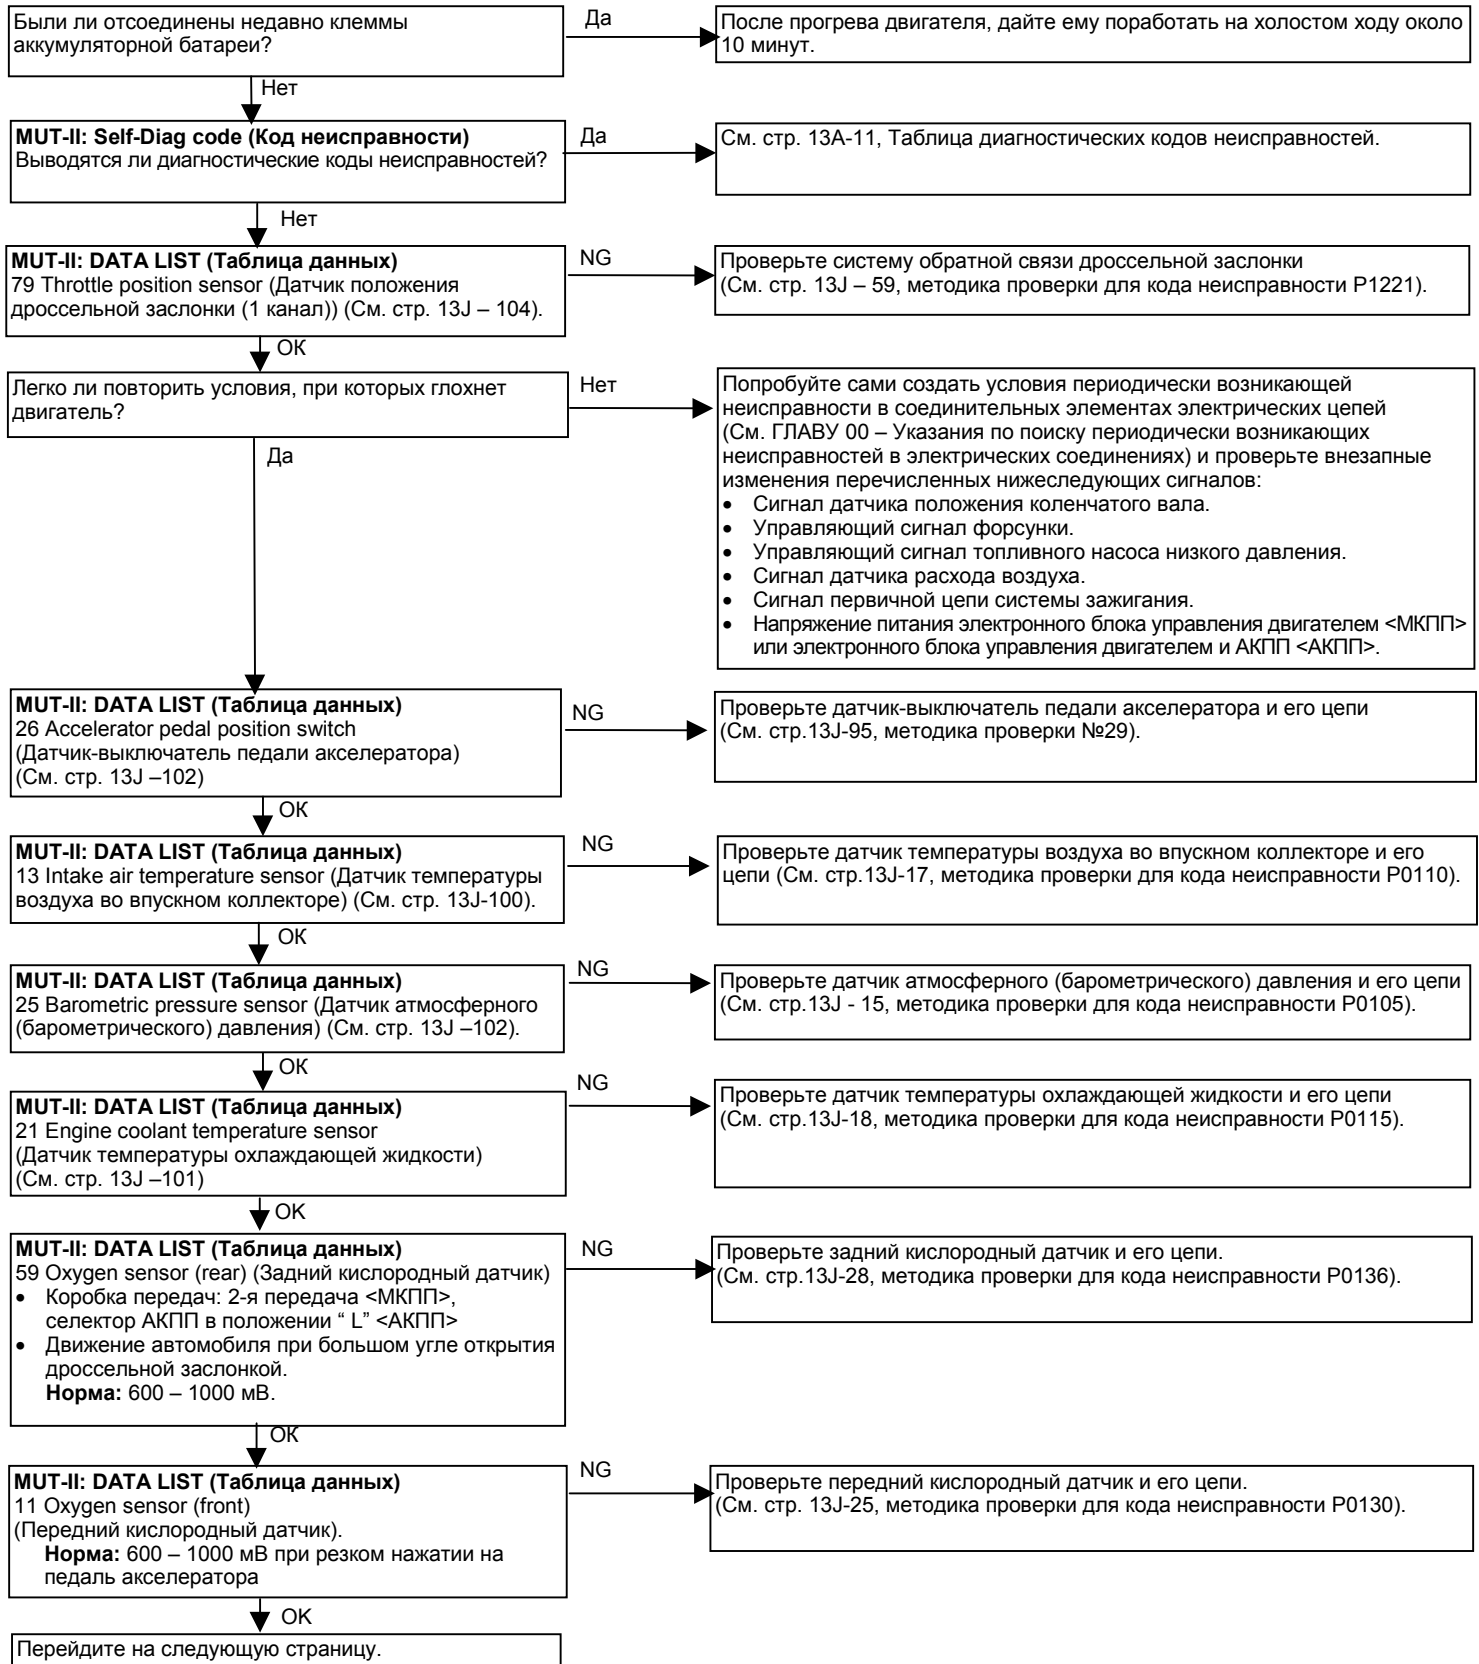 Были ли отсоединены недавно клеммы
аккумуляторной батареи?
Да
После прогрева двигателя, дайте ему поработать на холостом ходу около
10 минут.
Нет
MUT-II: Self-Diag code (Код неисправности)
Выводятся ли диагностические коды неисправностей?
Да
См. стр. 13А-11, Таблица диагностических кодов неисправностей.
Нет
MUT-II: DATA LIST (Таблица данных)
79 Throttle position sensor (Датчик положения
дроссельной заслонки (1 канал)) (См. стр. 13J – 104).
NG
Проверьте систему обратной связи дроссельной заслонки
(См. стр. 13J – 59, методика проверки для кода неисправности Р1221).
ОК
Легко ли повторить условия, при которых глохнет
двигатель?
Нет
Попробуйте сами создать условия периодически возникающей
неисправности в соединительных элементах электрических цепей
(См. ГЛАВУ 00 – Указания по поиску периодически возникающих
неисправностей в электрических соединениях) и проверьте внезапные
изменения перечисленных нижеследующих сигналов:
• Сигнал датчика положения коленчатого вала.
• Управляющий сигнал форсунки.
• Управляющий сигнал топливного насоса низкого давления.
• Сигнал датчика расхода воздуха.
• Сигнал первичной цепи системы зажигания.
• Напряжение питания электронного блока управления двигателем <МКПП>
или электронного блока управления двигателем и АКПП <АКПП>.
Да
MUT-II: DATA LIST (Таблица данных)
26 Accelerator pedal position switch
(Датчик-выключатель педали акселератора)
(См. стр. 13J –102)
NG
Проверьте датчик-выключатель педали акселератора и его цепи
(См. стр.13J-95, методика проверки №29).
ОК
MUT-II: DATA LIST (Таблица данных)
13 Intake air temperature sensor (Датчик температуры
воздуха во впускном коллекторе) (См. стр. 13J-100).
NG
Проверьте датчик температуры воздуха во впускном коллекторе и его
цепи (См. стр.13J-17, методика проверки для кода неисправности Р0110).
ОК
MUT-II: DATA LIST (Таблица данных)
25 Barometric pressure sensor (Датчик атмосферного
(барометрического) давления) (См. стр. 13J –102).
NG
Проверьте датчик атмосферного (барометрического) давления и его цепи
(См. стр.13J - 15, методика проверки для кода неисправности Р0105).
ОК
MUT-II: DATA LIST (Таблица данных)
21 Engine coolant temperature sensor
(Датчик температуры охлаждающей жидкости)
(См. стр. 13J –101)
NG
Проверьте датчик температуры охлаждающей жидкости и его цепи
(См. стр.13J-18, методика проверки для кода неисправности Р0115).
ОК
MUT-II: DATA LIST (Таблица данных)
59 Oxygen sensor (rear) (Задний кислородный датчик)
• Коробка передач: 2-я передача <МКПП>,
селектор АКПП в положении “ L” <АКПП>
• Движение автомобиля при большом угле открытия
дроссельной заслонкой.
Норма: 600 – 1000 мВ.
NG
Проверьте задний кислородный датчик и его цепи.
(См. стр.13J-28, методика проверки для кода неисправности Р0136).
ОК
MUT-II: DATA LIST (Таблица данных)
11 Oxygen sensor (front)
(Передний кислородный датчик).
Норма: 600 – 1000 мВ при резком нажатии на
педаль акселератора
NG
Проверьте передний кислородный датчик и его цепи.
(См. стр. 13J-25, методика проверки для кода неисправности Р0130).
ОК
Перейдите на следующую страницу.